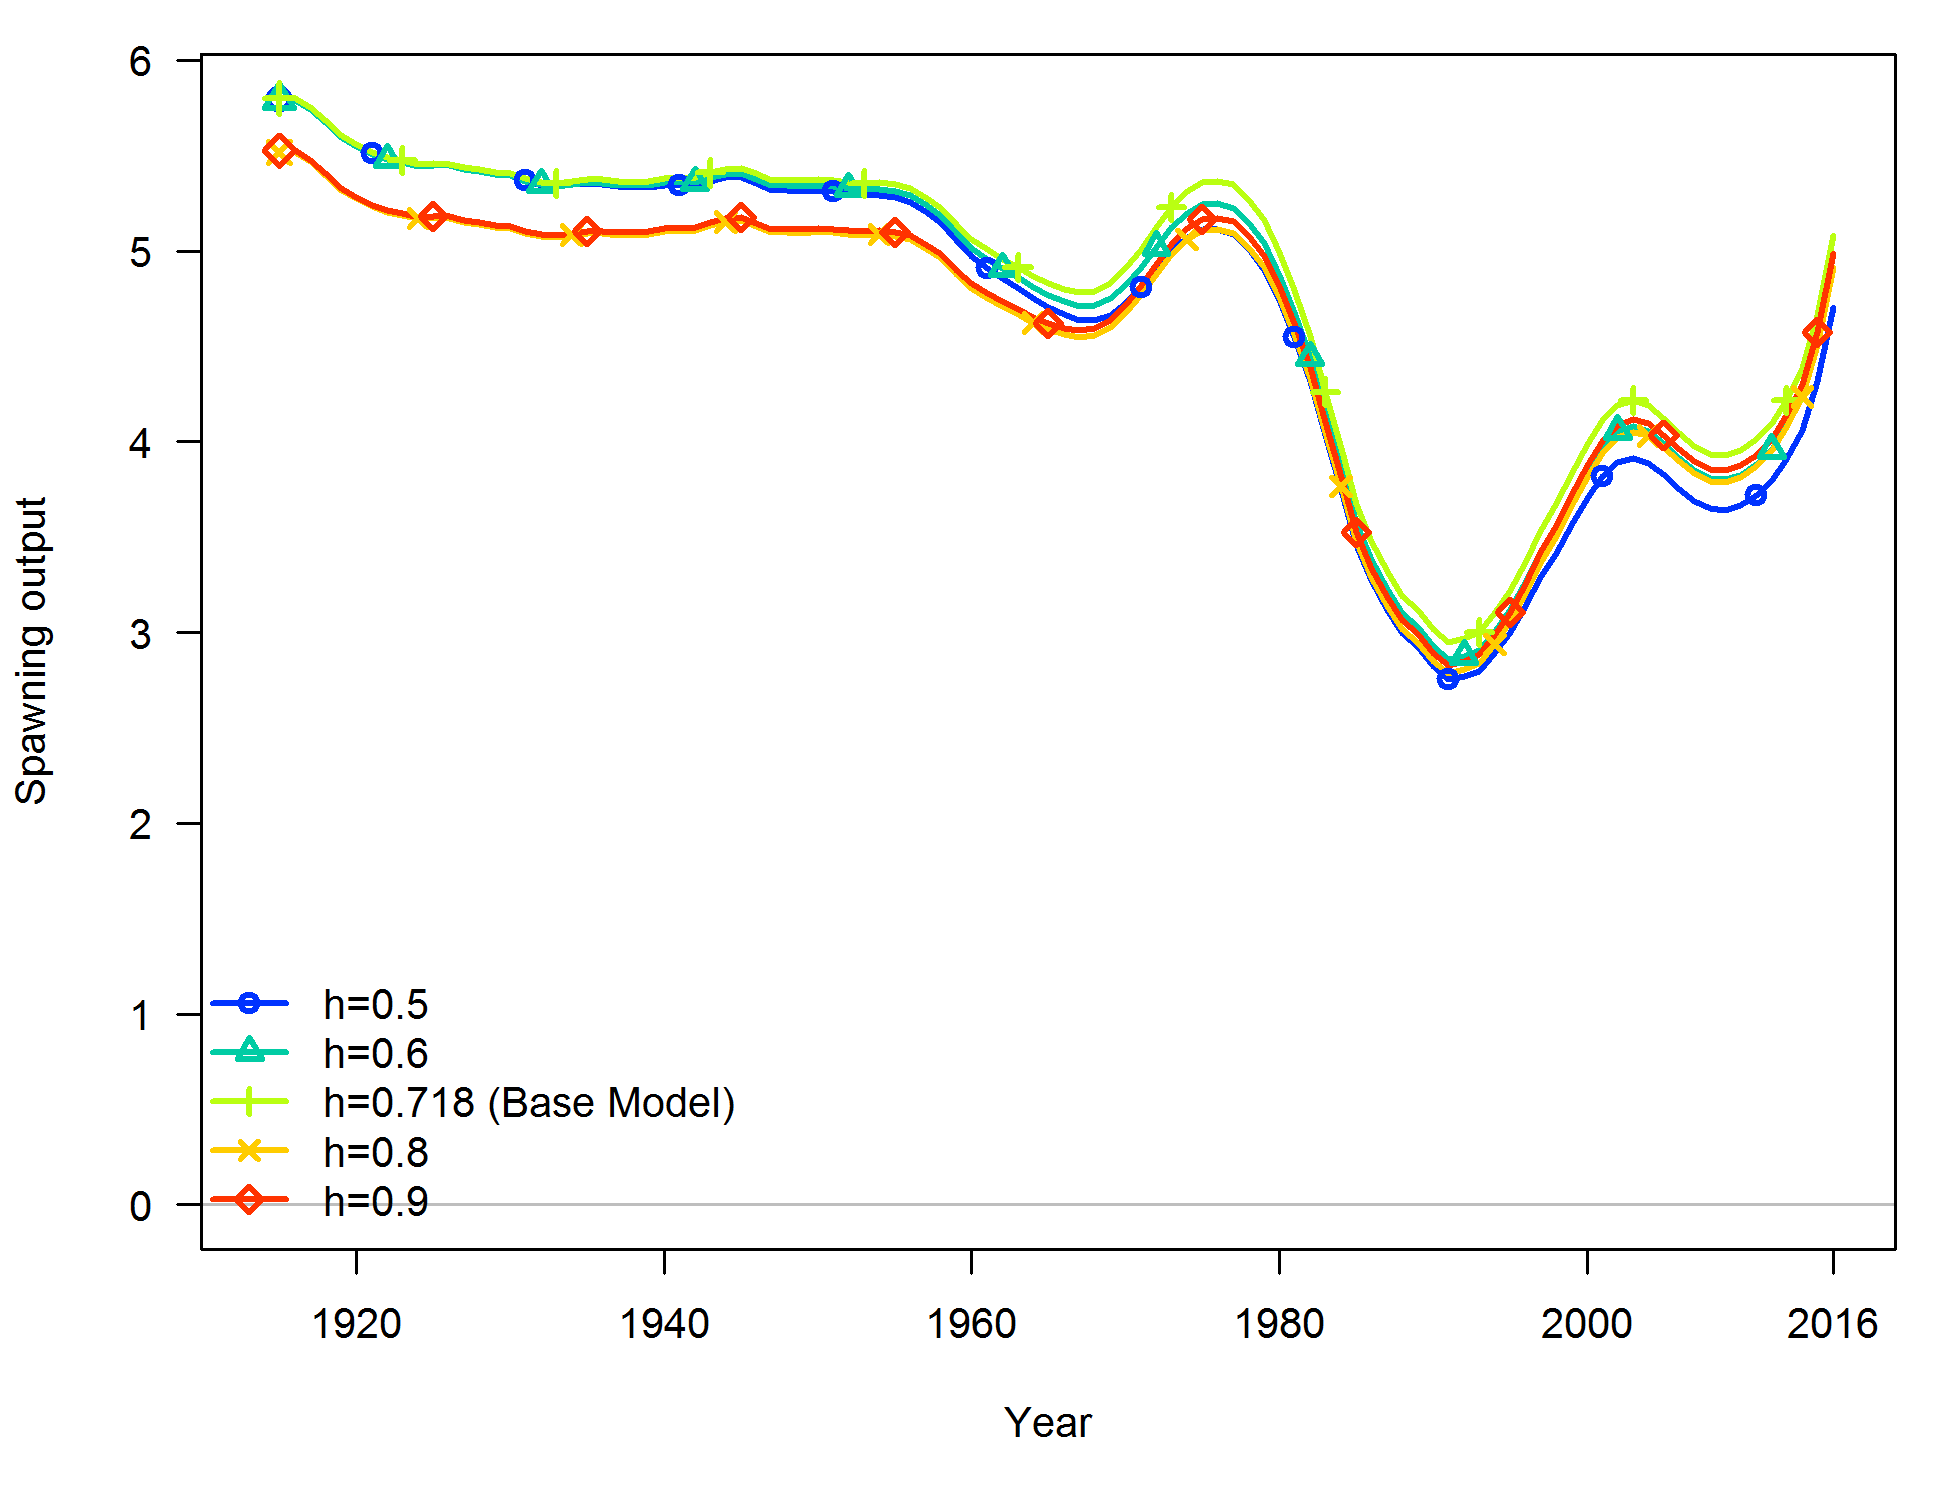 6
5
4
3
2
1
0
Spawning output
h=0.5
h=0.6
h=0.718 (Base Model)
h=0.8
h=0.9
1920 1940 1960 1980 2000 2016
Year